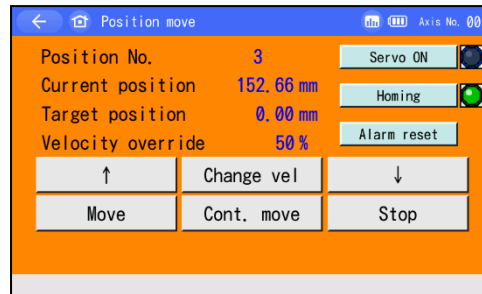 Position move Axis No. 00
Position No. 3 Servo ON
Current position 152.66 mm Homing
Target position 0.00 mm
Velocity override 50 % Alarm reset
↑ Change vel ↓
Move Cont. move Stop